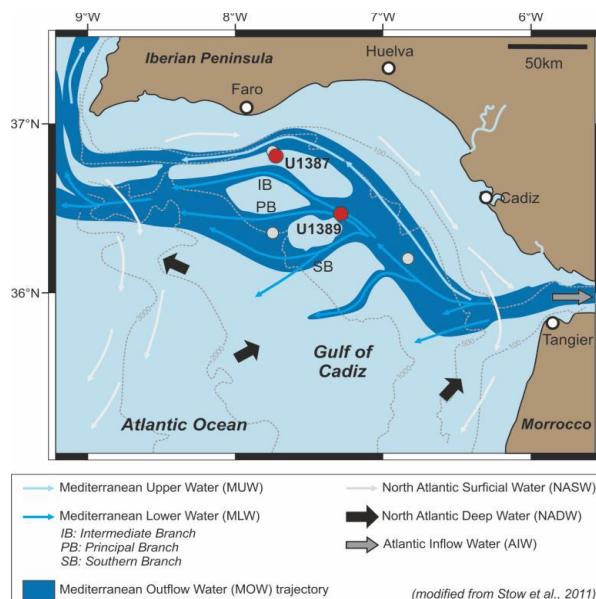 9°W
8°W
7°W
6°W
Iberian Peninsula
Huelva
50km
Faro
37°N
100
U1387
IB
PB
Cadiz
U1389
SB
36°N
Tangier
Gulf of
Cadiz
Atlantic Ocean
Morrocco
Mediterranean Upper Water (MUW)
Mediterranean Lower Water (MLW)
IB: Intermediate Branch
PB: Principal Branch
SB: Southern Branch
Mediterranean Outflow Water (MOW) trajectory
North Atlantic Surficial Water (NASW)
North Atlantic Deep Water (NADW)
Atlantic Inflow Water (AIW)
(modified from Stow et al., 2011)